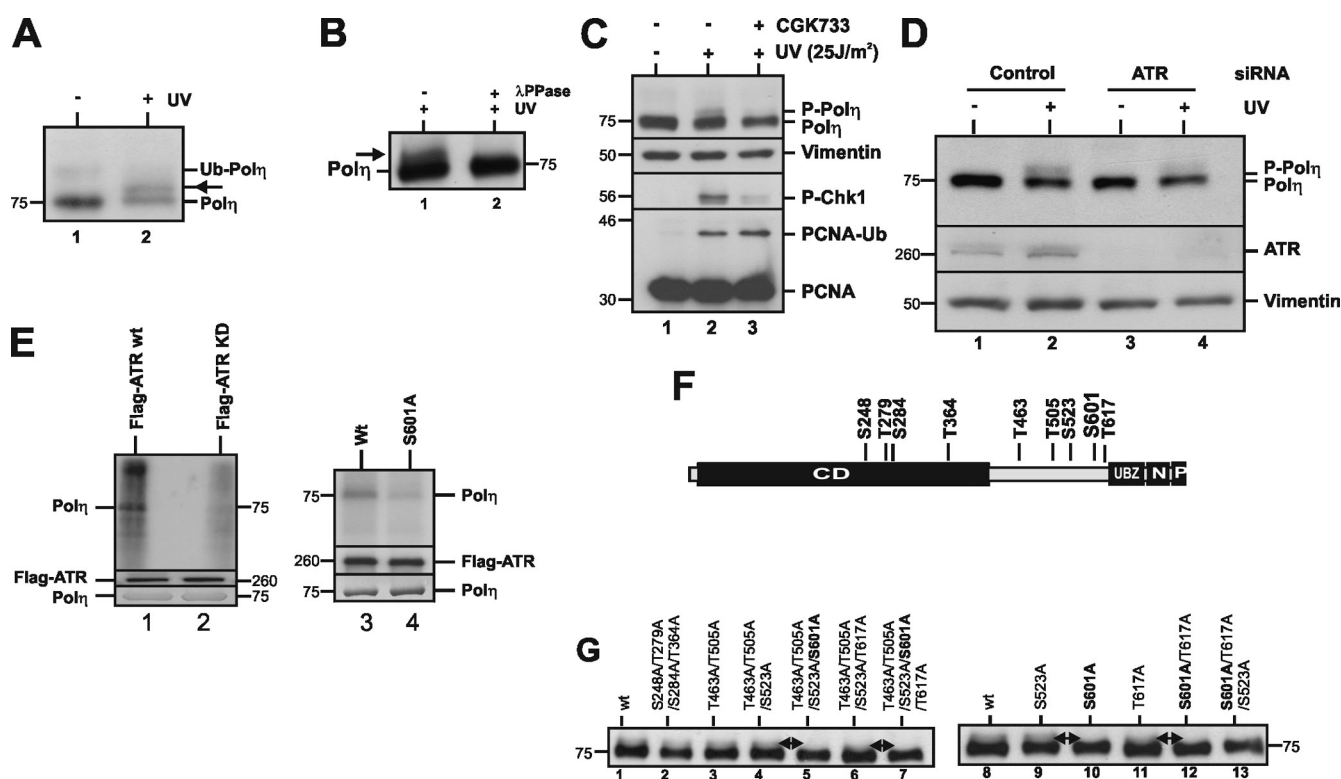 A
- + UV
Ub-Polη
75 Polη
1 2
B
- + λPPase
+ + UV
Polη 75
1 2
C
- - + CGK733
- + + UV (25J/m²)
P-Polη
75 Polη
50 Vimentin
56 P-Chk1
46
PCNA-Ub
30 PCNA
1 2 3
D
Control ATR siRNA
- + - + UV
P-Polη
75 Polη
260 ATR
50 Vimentin
1 2 3 4
E
Flag-ATR wt
Flag-ATR KD
Polη 75
Flag-ATR 260
Polη 75
1 2
Wt
S601A
75 Polη
260 Flag-ATR
75 Polη
3 4
F
S248 T279 S284 T364 T463 T505 S523 S601 T617
CD UBZ N P
G
wt
S248A/T279A
/S284A/T364A
T463A/T505A
T463A/T505A
/S523A
T463A/T505A
/S523A/S601A
T463A/T505A
/S523A/T617A
T463A/T505A
/S523A/S601A
/T617A
75
1 2 3 4 5 6 7
wt
S523A
S601A
T617A
S601A/T617A
S601A/T617A
/S523A
75
8 9 10 11 12 13